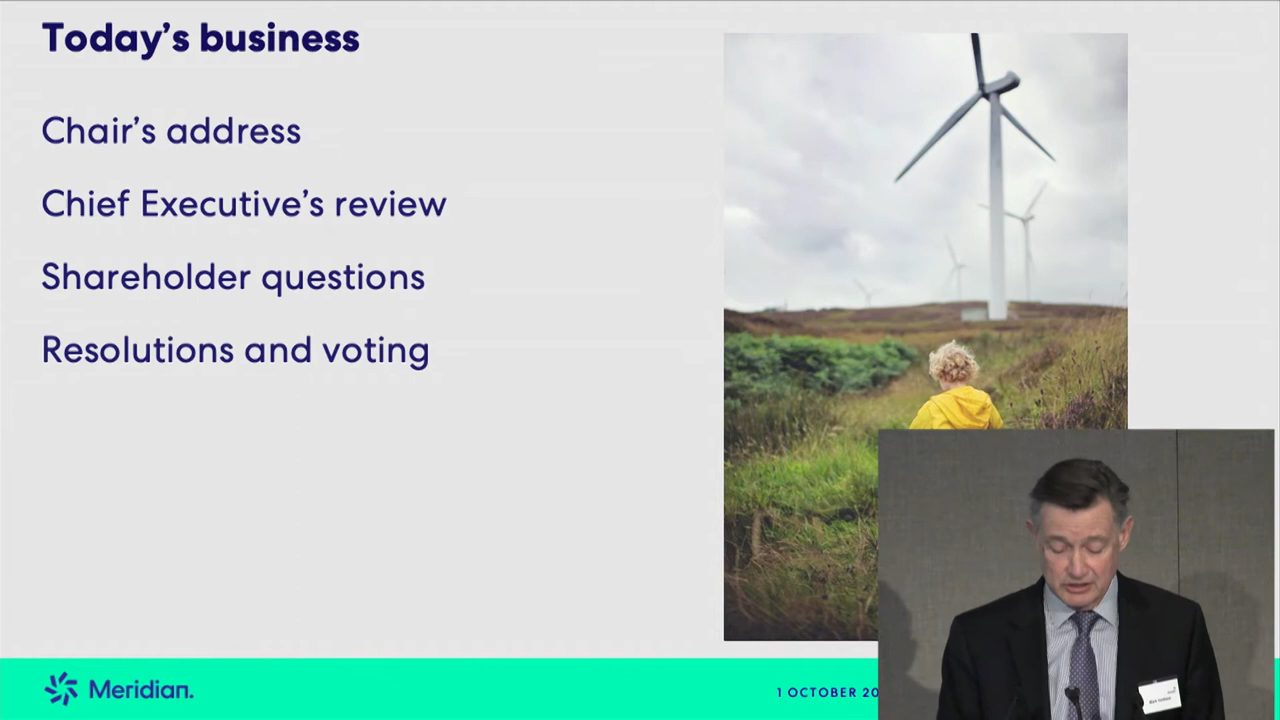 Today's business
Chair's address
Chief Executive's review
Shareholder questions
Resolutions and voting
Meridian.
1 OCTOBER 20